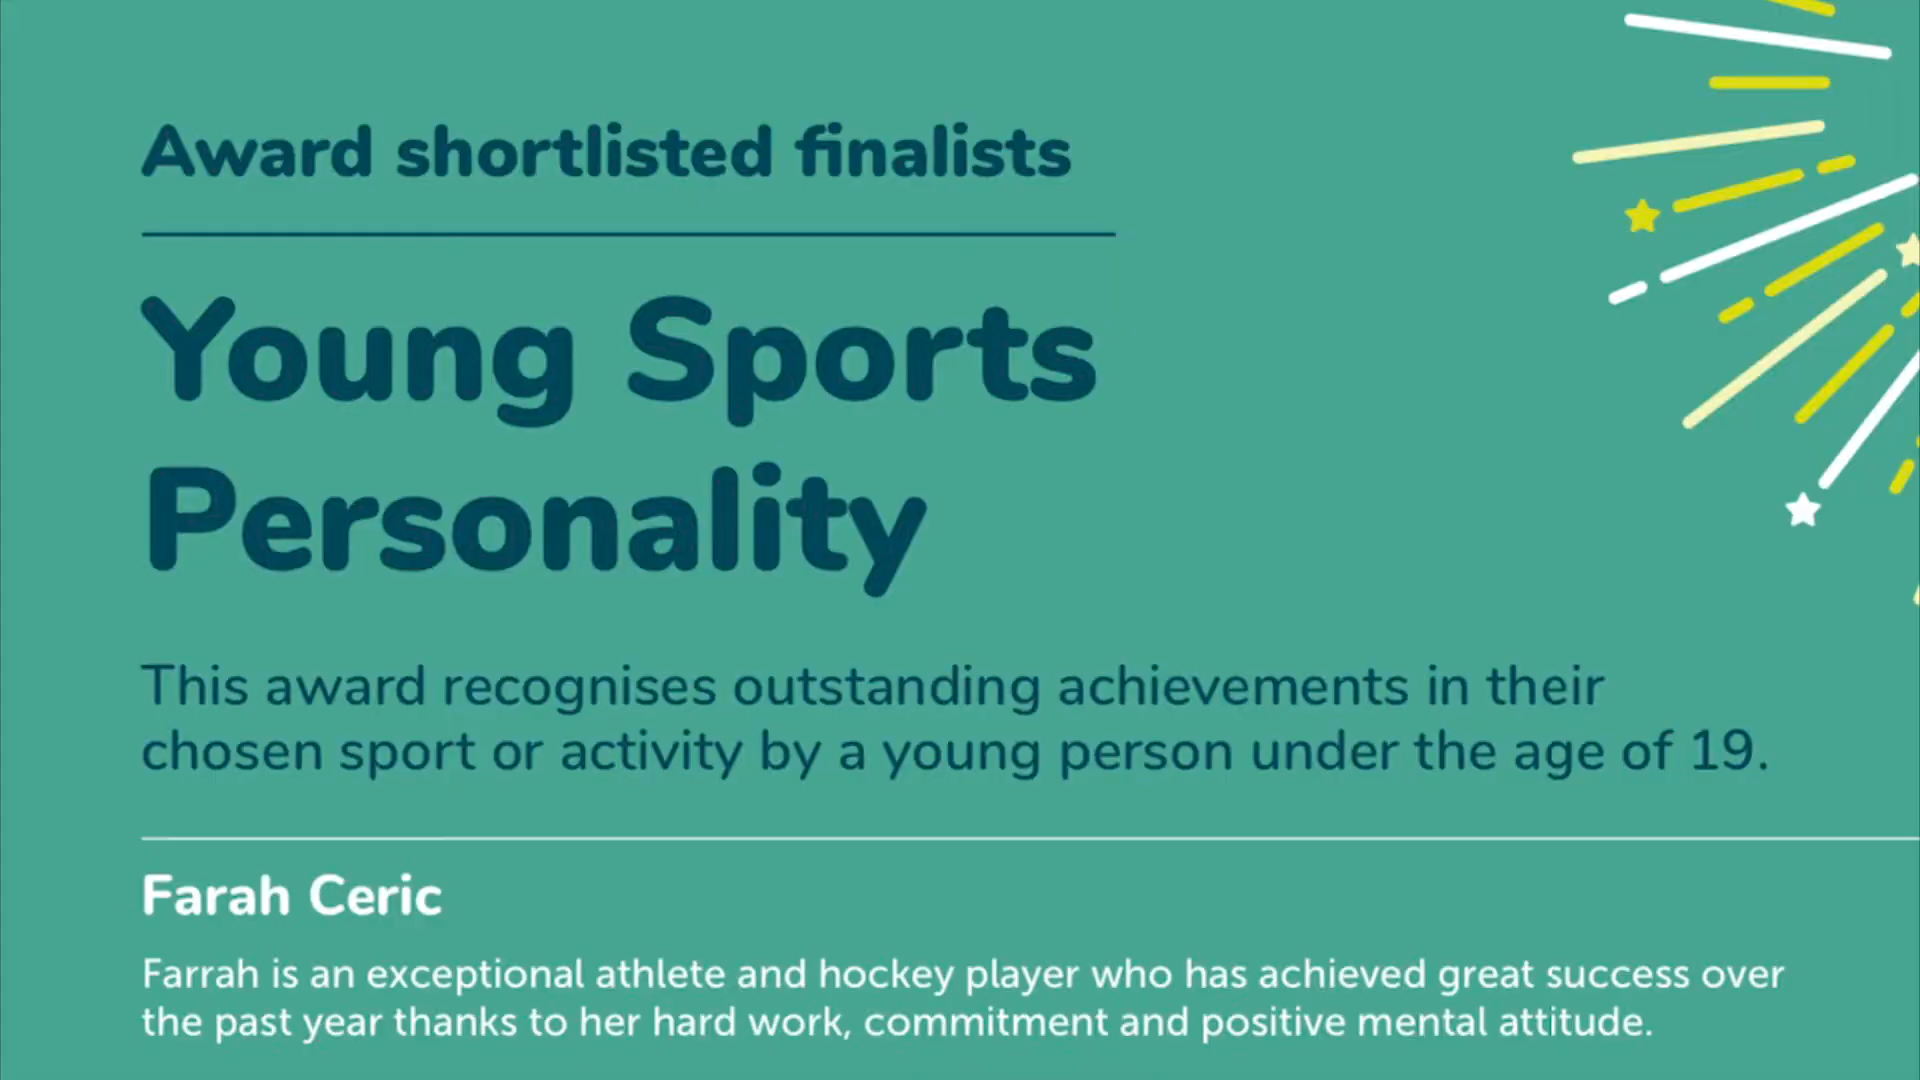 Award shortlisted finalists
Young Sports
Personality
This award recognises outstanding achievements in their
chosen sport or activity by a young person under the age of 19.
Farah Ceric
Farrah is an exceptional athlete and hockey player who has achieved great success over
the past year thanks to her hard work, commitment and positive mental attitude.